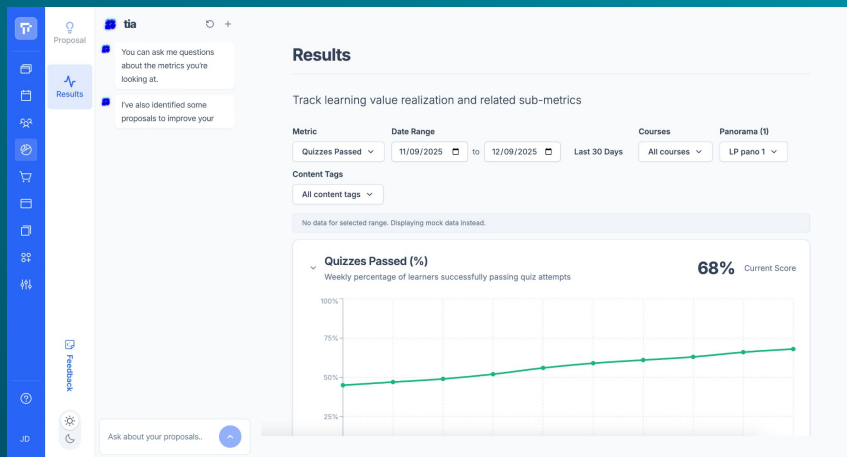 Proposal
Results
Feedback
JD
tia
You can ask me questions
about the metrics you're
looking at.
I've also identified some
proposals to improve your
Ask about your proposals..
Results
Track learning value realization and related sub-metrics
Metric
Date Range
Courses
Panorama (1)
Quizzes Passed
11/09/2025
to
12/09/2025
Last 30 Days
All courses
LP pano 1
Content Tags
All content tags
No data for selected range. Displaying mock data instead.
Quizzes Passed (%)
Weekly percentage of learners successfully passing quiz attempts
68% Current Score
100%
75%
50%
25%